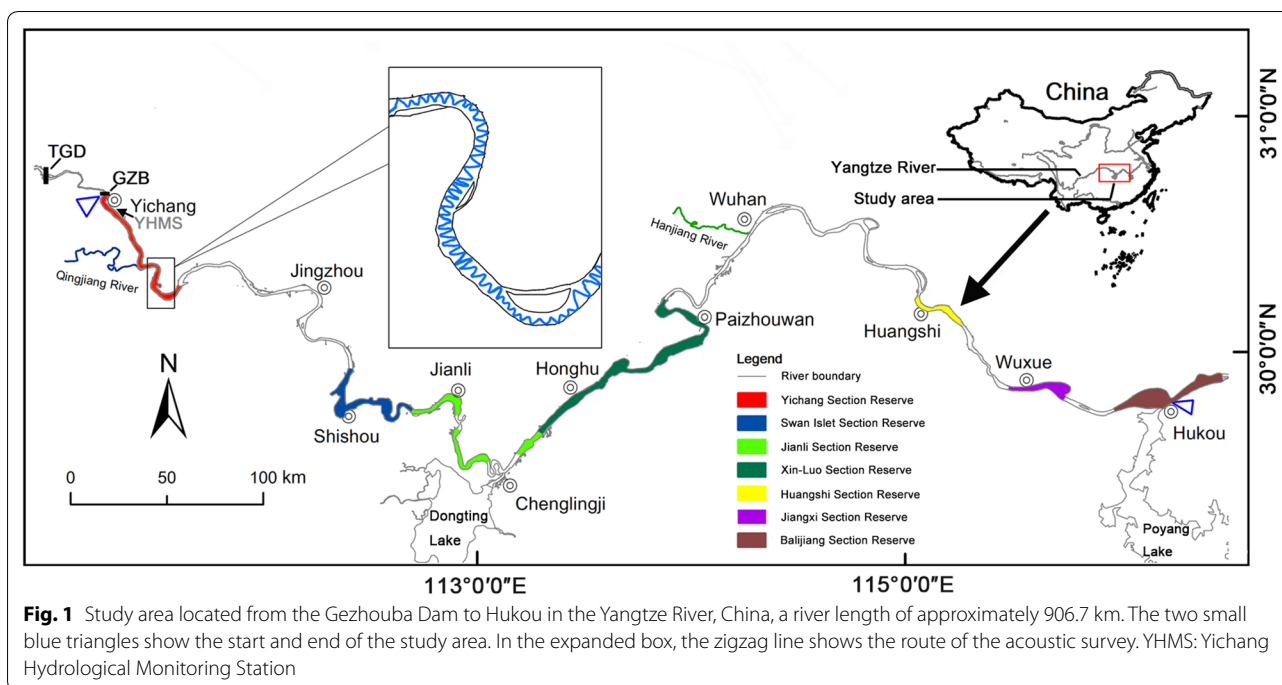 China
31°0'0"N
Yangtze River
Study area
TGD
GZB
Yichang
YHMS
Qingjiang River
Jingzhou
Wuhan
Hanjiang River
Paizhouwan
Huangshi
30°0'0"N
N
Jianli
Honghu
Wuxue
Shishou
Hukou
0 50 100 km
Chenglingji
Dongting
Lake
Poyang
Lake
Legend
River boundary
Yichang Section Reserve
Swan Islet Section Reserve
Jianli Section Reserve
Xin-Luo Section Reserve
Huangshi Section Reserve
Jiangxi Section Reserve
Balijiang Section Reserve
113°0'0"E
115°0'0"E
Fig. 1 Study area located from the Gezhouba Dam to Hukou in the Yangtze River, China, a river length of approximately 906.7 km. The two small
blue triangles show the start and end of the study area. In the expanded box, the zigzag line shows the route of the acoustic survey. YHMS: Yichang
Hydrological Monitoring Station